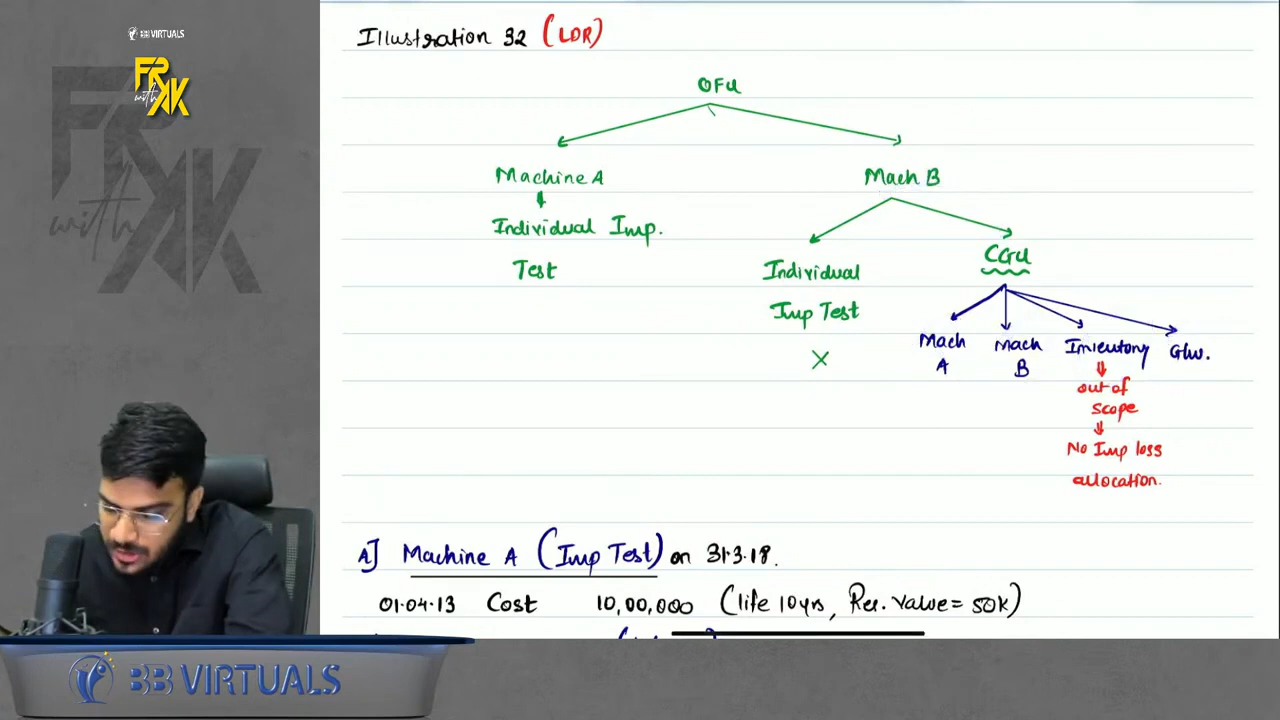 BB VIRTUALS
FR
with
AK
Illustration 32 (LDR)
OFU
Machine A
Mach B
Individual Imp.
Test
Individual
Imp Test
X
CGU
Mach
A
Mach
B
Inventory
Glw.
out of
scope
No Imp loss
allocation.
A] Machine A (Imp Test) on 31.3.18.
01.04.13 Cost 10,00,000 (life 10yrs, Res. value = 50K)
BB VIRTUALS